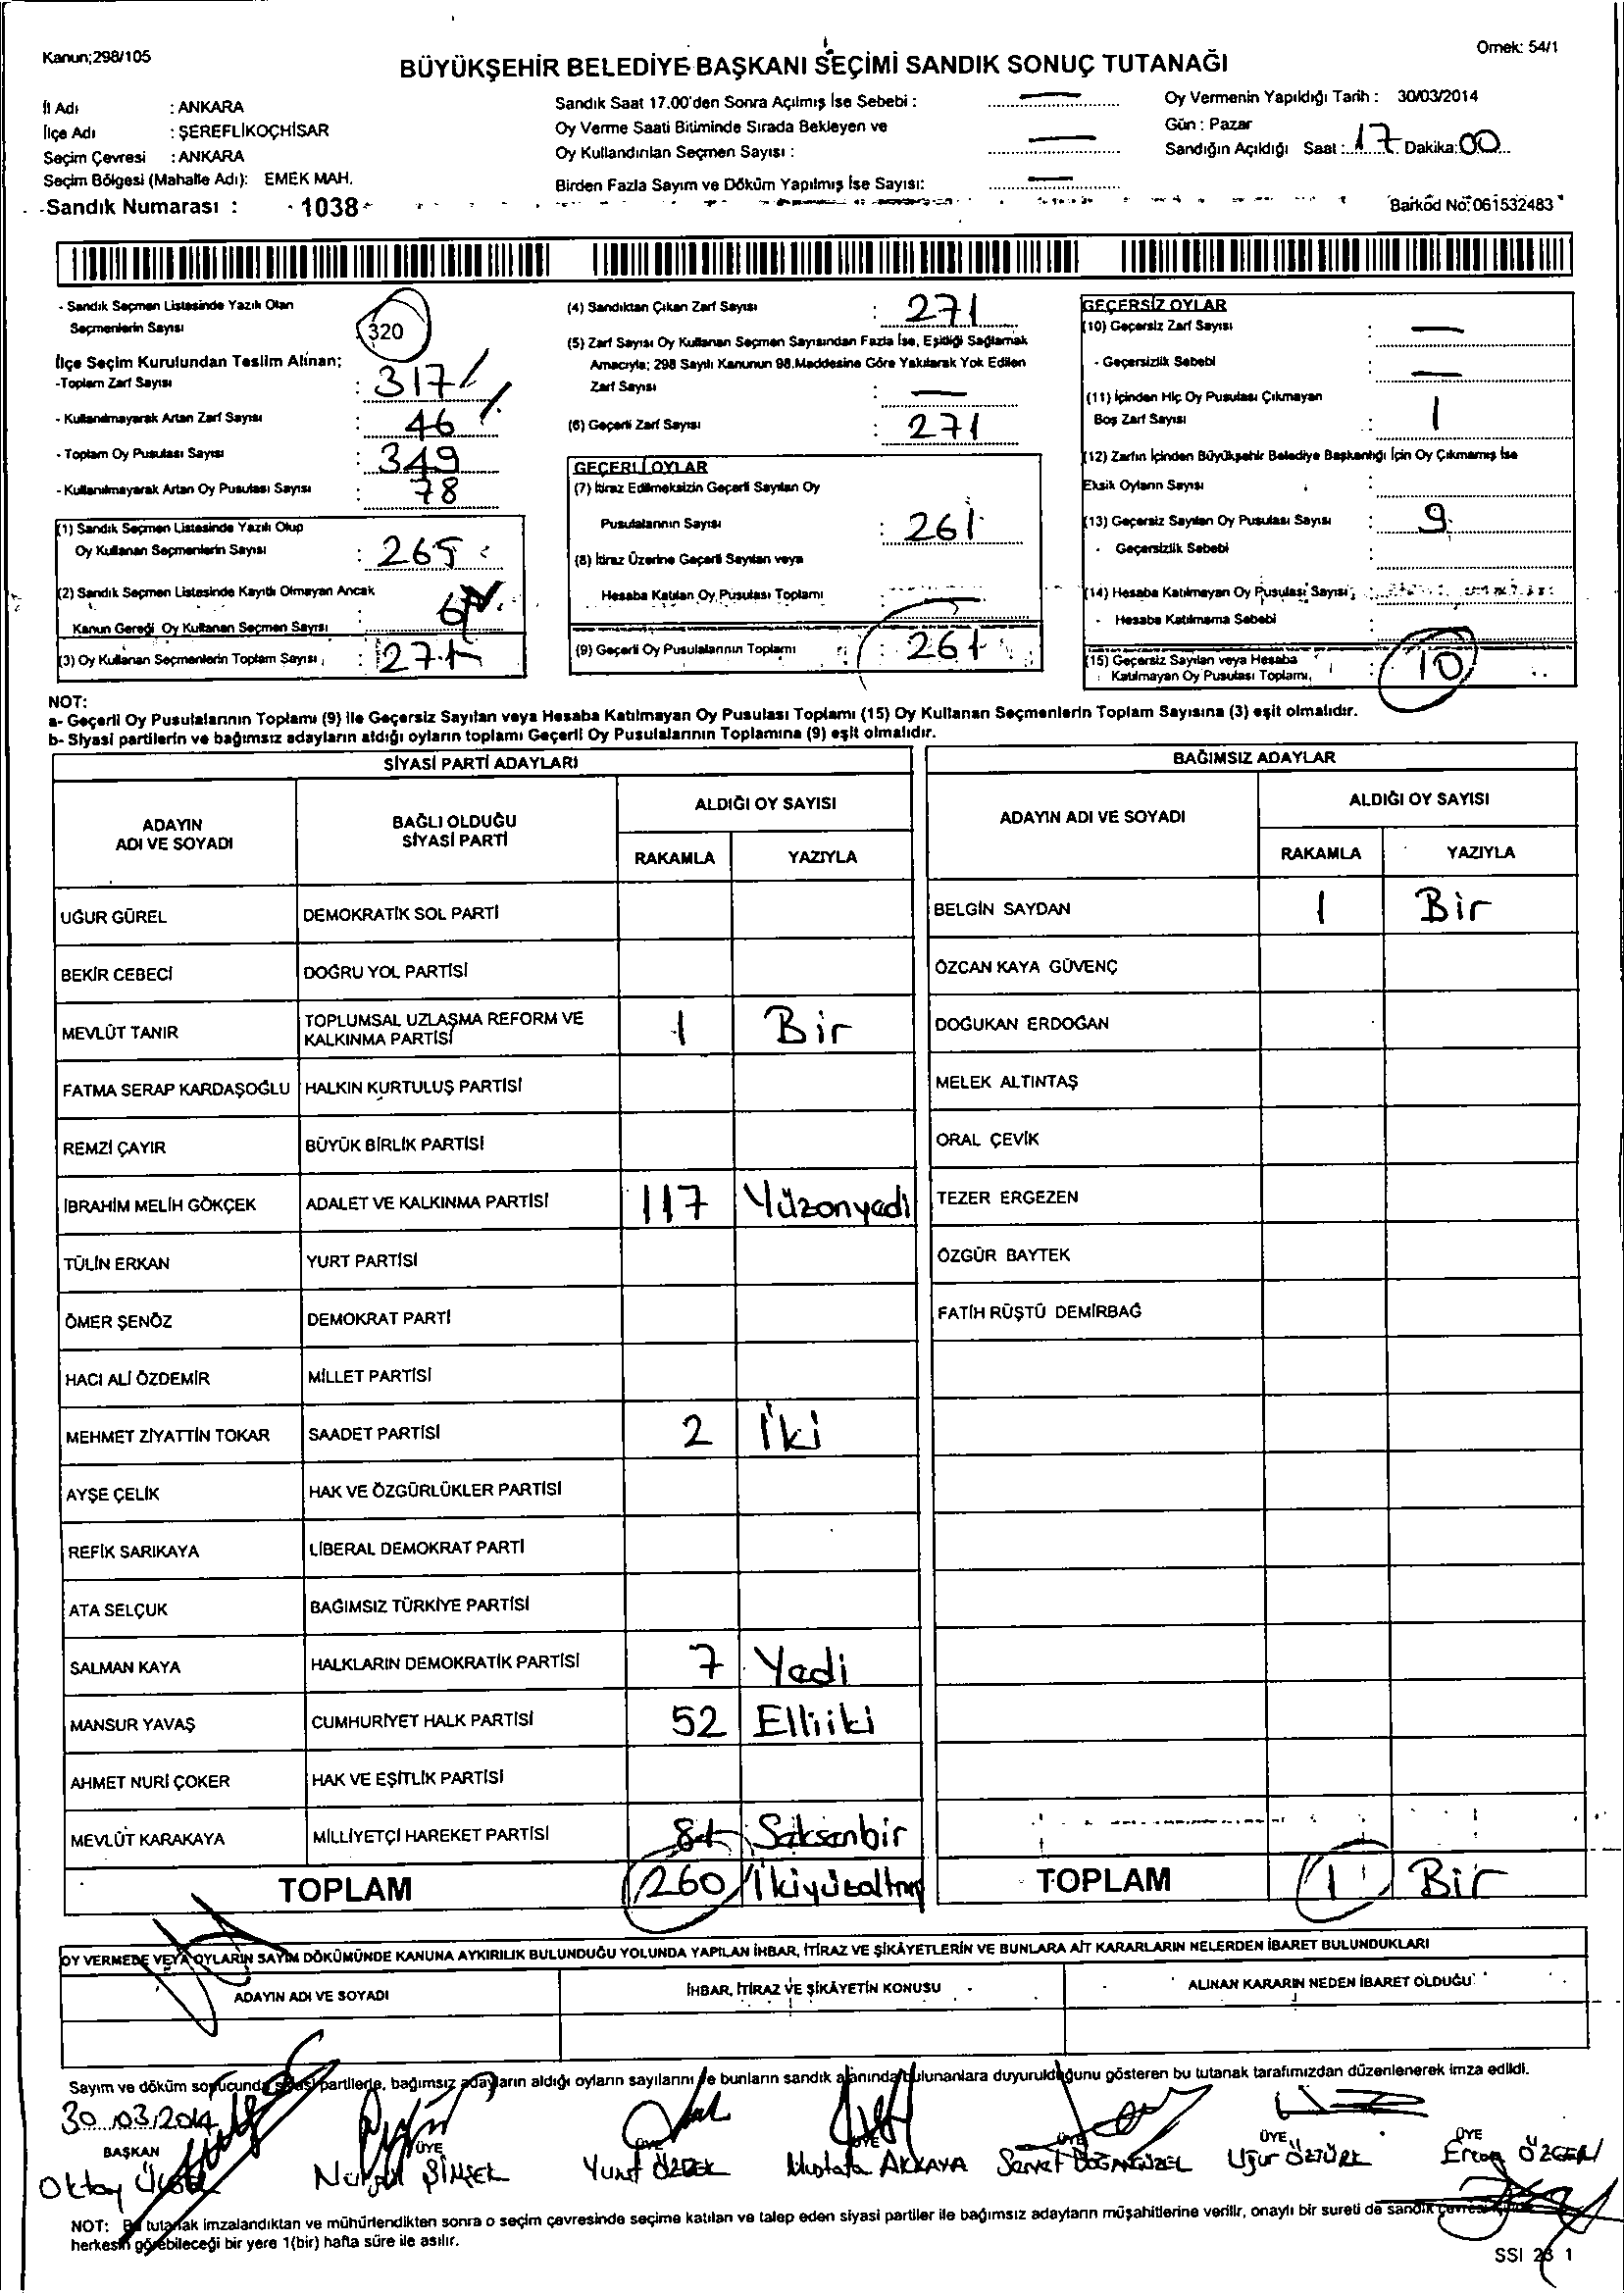 Kanun;298/105
Örnek: 54/1
BÜYÜKŞEHİR BELEDİYE BAŞKANI SEÇİMİ SANDIK SONUÇ TUTANAĞI
İl Adı : ANKARA
İlçe Adı : ŞEREFLİKOÇHİSAR
Seçim Çevresi : ANKARA
Seçim Bölgesi (Mahalle Adı): EMEK MAH.
Sandık Numarası : 1038
Sandık Saat 17.00'den Sonra Açılmış İse Sebebi : —
Oy Verme Saati Bitiminde Sırada Bekleyen ve
Oy Kullandırılan Seçmen Sayısı : —
Birden Fazla Sayım ve Döküm Yapılmış İse Sayısı: —
Oy Vermenin Yapıldığı Tarih : 30/03/2014
Gün : Pazar
Sandığın Açıldığı Saat : 17 Dakika: 00
Barkod No: 061532483
- Sandık Seçmen Listesinde Yazılı Olan
Seçmenlerin Sayısı 320
İlçe Seçim Kurulundan Teslim Alınan;
-Toplam Zarf Sayısı : 317
- Kullanılmayarak Artan Zarf Sayısı : 46
- Toplam Oy Pusulası Sayısı : 349
- Kullanılmayarak Artan Oy Pusulası Sayısı : 78
(1) Sandık Seçmen Listesinde Yazılı Olup
Oy Kullanan Seçmenlerin Sayısı : 265
(2) Sandık Seçmen Listesinde Kayıtlı Olmayan Ancak
Kanun Gereği Oy Kullanan Seçmen Sayısı : 6
(3) Oy Kullanan Seçmenlerin Toplam Sayısı : 271
(4) Sandıktan Çıkan Zarf Sayısı : 271
(5) Zarf Sayısı Oy Kullanan Seçmen Sayısından Fazla İse, Eşitliği Sağlamak
Amacıyla; 298 Sayılı Kanunun 98.Maddesine Göre Yakılarak Yok Edilen
Zarf Sayısı : —
(6) Geçerli Zarf Sayısı : 271
GEÇERLİ OYLAR
(7) İtiraz Edilmeksizin Geçerli Sayılan Oy
Pusulalarının Sayısı : 261
(8) İtiraz Üzerine Geçerli Sayılan veya
Hesaba Katılan Oy Pusulası Toplamı
(9) Geçerli Oy Pusulalarının Toplamı : 261
GEÇERSİZ OYLAR
(10) Geçersiz Zarf Sayısı : —
- Geçersizlik Sebebi : —
(11) İçinden Hiç Oy Pusulası Çıkmayan
Boş Zarf Sayısı : 1
(12) Zarfın İçinden Büyükşehir Belediye Başkanlığı İçin Oy Çıkmamış İse
Eksik Oyların Sayısı :
(13) Geçersiz Sayılan Oy Pusulası Sayısı : 9
- Geçersizlik Sebebi :
(14) Hesaba Katılmayan Oy Pusulası Sayısı :
- Hesaba Katılmama Sebebi :
(15) Geçersiz Sayılan veya Hesaba
Katılmayan Oy Pusulası Toplamı, : 10
NOT:
a- Geçerli Oy Pusulalarının Toplamı (9) ile Geçersiz Sayılan veya Hesaba Katılmayan Oy Pusulası Toplamı (15) Oy Kullanan Seçmenlerin Toplam Sayısına (3) eşit olmalıdır.
b- Siyasi partilerin ve bağımsız adayların aldığı oyların toplamı Geçerli Oy Pusulalarının Toplamına (9) eşit olmalıdır.
SİYASİ PARTİ ADAYLARI
ADAYIN ADI VE SOYADI
BAĞLI OLDUĞU SİYASİ PARTİ
ALDIĞI OY SAYISI
RAKAMLA YAZIYLA
UĞUR GÜREL DEMOKRATİK SOL PARTİ
BEKİR CEBECİ DOĞRU YOL PARTİSİ
MEVLÜT TANIR TOPLUMSAL UZLAŞMA REFORM VE KALKINMA PARTİSİ 1 Bir
FATMA SERAP KARDAŞOĞLU HALKIN KURTULUŞ PARTİSİ
REMZİ ÇAYIR BÜYÜK BİRLİK PARTİSİ
İBRAHİM MELİH GÖKÇEK ADALET VE KALKINMA PARTİSİ 117 Yüzonyedi
TÜLİN ERKAN YURT PARTİSİ
ÖMER ŞENÖZ DEMOKRAT PARTİ
HACI ALİ ÖZDEMİR MİLLET PARTİSİ
MEHMET ZİYATTİN TOKAR SAADET PARTİSİ 2 İki
AYŞE ÇELİK HAK VE ÖZGÜRLÜKLER PARTİSİ
REFİK SARIKAYA LİBERAL DEMOKRAT PARTİ
ATA SELÇUK BAĞIMSIZ TÜRKİYE PARTİSİ
SALMAN KAYA HALKLARIN DEMOKRATİK PARTİSİ 7 Yedi
MANSUR YAVAŞ CUMHURİYET HALK PARTİSİ 52 Elliiki
AHMET NURİ ÇOKER HAK VE EŞİTLİK PARTİSİ
MEVLÜT KARAKAYA MİLLİYETÇİ HAREKET PARTİSİ 81 Seksenbir
TOPLAM 260 İkiyüzaltmış
BAĞIMSIZ ADAYLAR
ADAYIN ADI VE SOYADI
ALDIĞI OY SAYISI
RAKAMLA YAZIYLA
BELGİN SAYDAN 1 Bir
ÖZCAN KAYA GÜVENÇ
DOĞUKAN ERDOĞAN
MELEK ALTINTAŞ
ORAL ÇEVİK
TEZER ERGEZEN
ÖZGÜR BAYTEK
FATİH RÜŞTÜ DEMİRBAĞ
TOPLAM 1 Bir
OY VERMEDE VEYA OYLARIN SAYIM DÖKÜMÜNDE KANUNA AYKIRILIK BULUNDUĞU YOLUNDA YAPILAN İHBAR, İTİRAZ VE ŞİKÂYETLERİN VE BUNLARA AİT KARARLARIN NELERDEN İBARET BULUNDUKLARI
ADAYIN ADI VE SOYADI İHBAR, İTİRAZ VE ŞİKÂYETİN KONUSU ALINAN KARARIN NEDEN İBARET OLDUĞU
Sayım ve döküm sonucunda siyasi partilerle, bağımsız adayların aldığı oyların sayılarını ve bunların sandık alanında bulunanlara duyurulduğunu gösteren bu tutanak tarafımızdan düzenlenerek imza edildi.
30.03.2014
BAŞKAN ÜYE ÜYE ÜYE ÜYE ÜYE ÜYE
Oktay ŞİMŞEK Yusuf ÖZBEK Mustafa AKKAYA Servet Uğur ÖZTÜRK Ercan ÖZGEN
NOT: Bu tutanak imzalandıktan ve mühürlendikten sonra o seçim çevresinde seçime katılan ve talep eden siyasi partiler ile bağımsız adayların müşahitlerine verilir, onaylı bir sureti de sandık çevresi içinde
herkesin görebileceği bir yere 1(bir) hafta süre ile asılır.
SSI 23 1